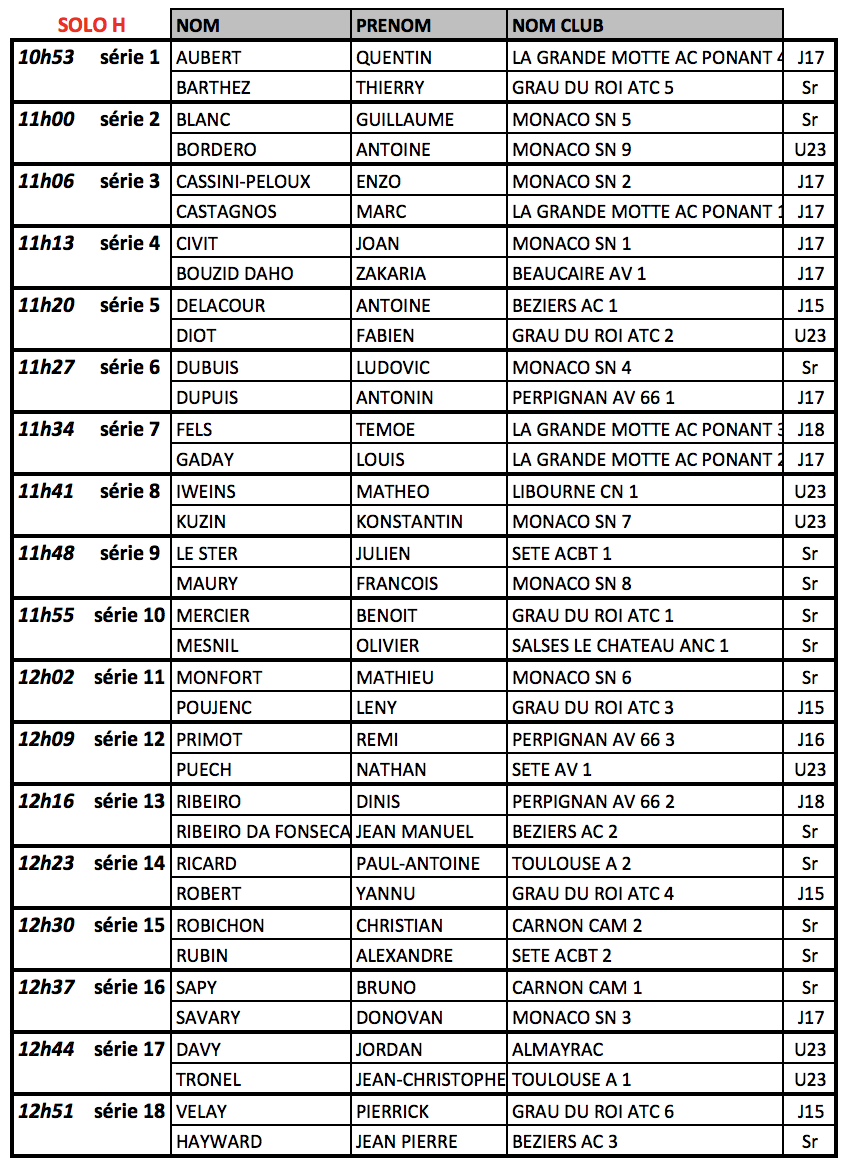 SOLO H NOM PRENOM NOM CLUB
10h53 série 1 AUBERT QUENTIN LA GRANDE MOTTE AC PONANT 4 J17
BARTHEZ THIERRY GRAU DU ROI ATC 5 Sr
11h00 série 2 BLANC GUILLAUME MONACO SN 5 Sr
BORDERO ANTOINE MONACO SN 9 U23
11h06 série 3 CASSINI-PELOUX ENZO MONACO SN 2 J17
CASTAGNOS MARC LA GRANDE MOTTE AC PONANT 1 J17
11h13 série 4 CIVIT JOAN MONACO SN 1 J17
BOUZID DAHO ZAKARIA BEAUCAIRE AV 1 J17
11h20 série 5 DELACOUR ANTOINE BEZIERS AC 1 J15
DIOT FABIEN GRAU DU ROI ATC 2 U23
11h27 série 6 DUBUIS LUDOVIC MONACO SN 4 Sr
DUPUIS ANTONIN PERPIGNAN AV 66 1 J17
11h34 série 7 FELS TEMOE LA GRANDE MOTTE AC PONANT 3 J18
GADAY LOUIS LA GRANDE MOTTE AC PONANT 2 J17
11h41 série 8 IWEINS MATHEO LIBOURNE CN 1 U23
KUZIN KONSTANTIN MONACO SN 7 U23
11h48 série 9 LE STER JULIEN SETE ACBT 1 Sr
MAURY FRANCOIS MONACO SN 8 Sr
11h55 série 10 MERCIER BENOIT GRAU DU ROI ATC 1 Sr
MESNIL OLIVIER SALSES LE CHATEAU ANC 1 Sr
12h02 série 11 MONFORT MATHIEU MONACO SN 6 Sr
POUJENC LENY GRAU DU ROI ATC 3 J15
12h09 série 12 PRIMOT REMI PERPIGNAN AV 66 3 J16
PUECH NATHAN SETE AV 1 U23
12h16 série 13 RIBEIRO DINIS PERPIGNAN AV 66 2 J18
RIBEIRO DA FONSECA JEAN MANUEL BEZIERS AC 2 Sr
12h23 série 14 RICARD PAUL-ANTOINE TOULOUSE A 2 Sr
ROBERT YANNU GRAU DU ROI ATC 4 J15
12h30 série 15 ROBICHON CHRISTIAN CARNON CAM 2 Sr
RUBIN ALEXANDRE SETE ACBT 2 Sr
12h37 série 16 SAPY BRUNO CARNON CAM 1 Sr
SAVARY DONOVAN MONACO SN 3 J17
12h44 série 17 DAVY JORDAN ALMAYRAC U23
TRONEL JEAN-CHRISTOPHE TOULOUSE A 1 U23
12h51 série 18 VELAY PIERRICK GRAU DU ROI ATC 6 J15
HAYWARD JEAN PIERRE BEZIERS AC 3 Sr